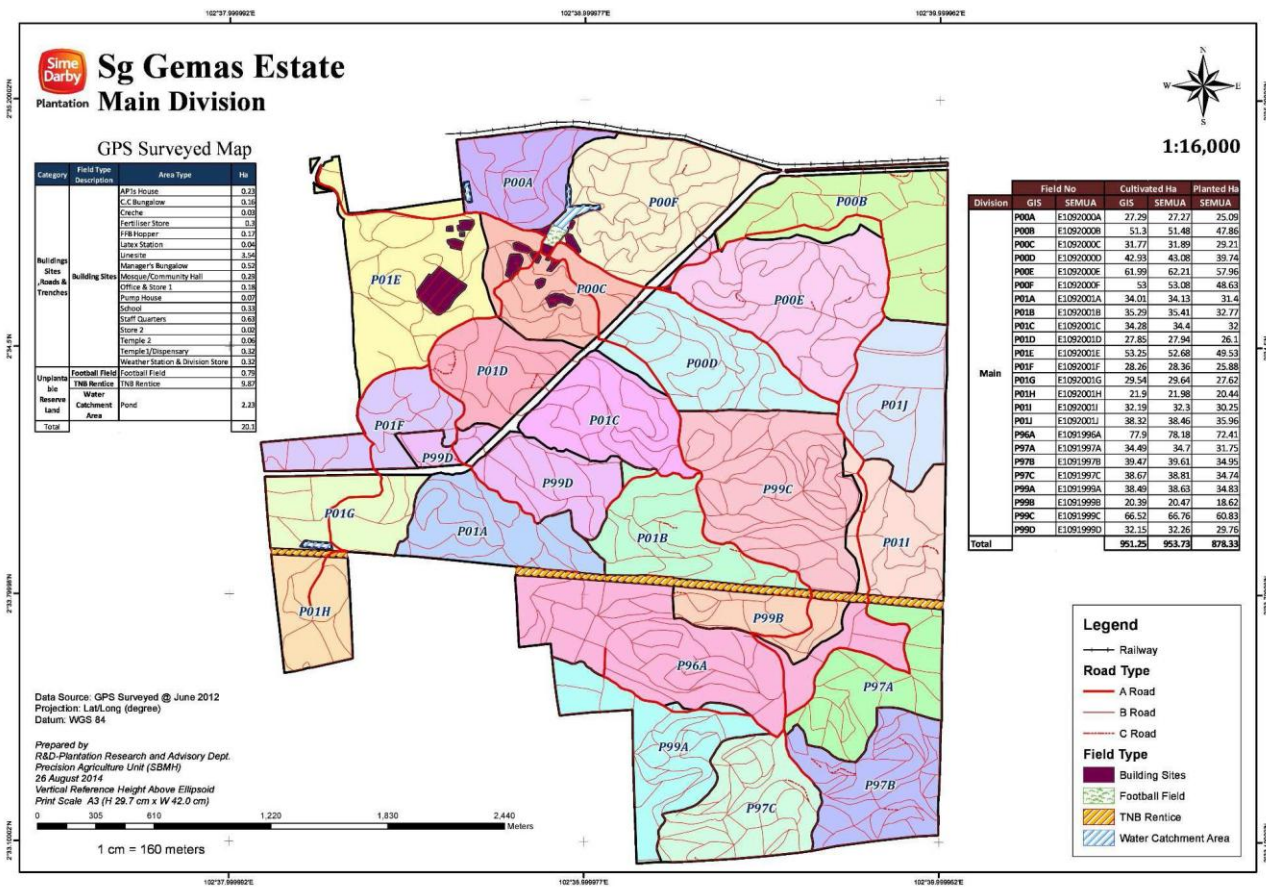 102°37.999992'E 102°38.999977'E 102°39.999962'E
Sime
Darby
Plantation
Sg Gemas Estate
Main Division
GPS Surveyed Map
N
W E
S
1:16,000
Category Field Type Description Area Type Ha
Buildings Sites ,Roads & Trenches Building Sites
AP1s House 0.23
C.C Bungalow 0.16
Creche 0.03
Fertiliser Store 0.3
FFB Hopper 0.17
Latex Station 0.04
Linesite 3.54
Manager's Bungalow 0.52
Mosque/Community Hall 0.29
Office & Store 1 0.18
Pump House 0.07
School 0.33
Staff Quarters 0.63
Store 2 0.02
Temple 2 0.06
Temple1/Dispensary 0.32
Weather Station & Division Store 0.32
Unplanta ble Reserve Land
Football Field Football Field 0.79
TNB Rentice TNB Rentice 9.87
Water Catchment Area Pond 2.23
Total 20.1
Division Field No Cultivated Ha Planted Ha
GIS SEMUA GIS SEMUA SEMUA
Main
P00A E1092000A 27.29 27.27 25.09
P00B E1092000B 51.3 51.48 47.86
P00C E1092000C 31.77 31.89 29.21
P00D E1092000D 42.93 43.08 39.74
P00E E1092000E 61.99 62.21 57.96
P00F E1092000F 53 53.08 48.63
P01A E1092001A 34.01 34.13 31.4
P01B E1092001B 35.29 35.41 32.77
P01C E1092001C 34.28 34.4 32
P01D E1092001D 27.85 27.94 26.1
P01E E1092001E 53.25 52.68 49.53
P01F E1092001F 28.26 28.36 25.88
P01G E1092001G 29.54 29.64 27.62
P01H E1092001H 21.9 21.98 20.44
P01I E1092001I 32.19 32.3 30.25
P01J E1092001J 38.32 38.46 35.96
P96A E1091996A 77.9 78.18 72.41
P97A E1091997A 34.49 34.7 31.75
P97B E1091997B 39.47 39.61 34.95
P97C E1091997C 38.67 38.81 34.74
P99A E1091999A 38.49 38.63 34.83
P99B E1091999B 20.39 20.47 18.62
P99C E1091999C 66.52 66.76 60.83
P99D E1091999D 32.15 32.26 29.76
Total 951.25 953.73 878.33
P00A
P00F
P00B
P01E
P00C
P00E
P01D
P00D
P01J
P01F
P01C
P99D
P99D
P99C
P01G
P01A
P01B
P01I
P01H
P99B
P96A
P97A
P99A
P97B
P97C
Data Source: GPS Surveyed @ June 2012
Projection: Lat/Long (degree)
Datum: WGS 84
Prepared by
R&D-Plantation Research and Advisory Dept.
Precision Agriculture Unit (SBMH)
26 August 2014
Vertical Reference Height Above Ellipsoid
Print Scale A3 (H 29.7 cm x W 42.0 cm)
0 305 610 1,220 1,830 2,440
Meters
1 cm = 160 meters
Legend
Railway
Road Type
A Road
B Road
C Road
Field Type
Building Sites
Football Field
TNB Rentice
Water Catchment Area
102°37.999992'E 102°38.999977'E 102°39.999962'E